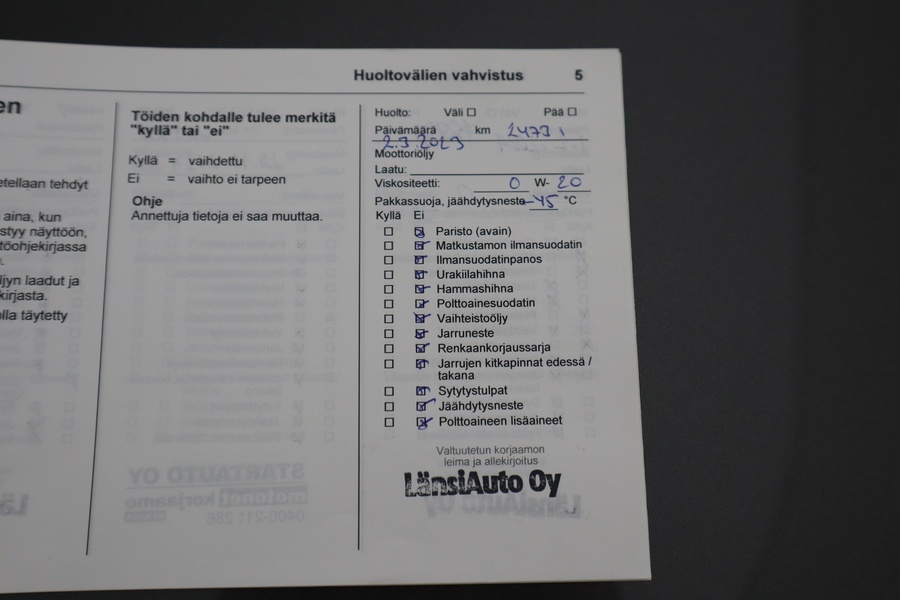 Huoltovälien vahvistus 5
en
etellaan tehdyt
aina, kun
styy näyttöön,
töohjekirjassa
ljyn laadut ja
kirjasta.
olla täytetty
Töiden kohdalle tulee merkitä
"kyllä" tai "ei"
Kyllä = vaihdettu
Ei = vaihto ei tarpeen
Ohje
Annettuja tietoja ei saa muuttaa.
Huolto: Väli ☐ Pää ☐
Päivämäärä km 24731
2.3.2023
Moottoriöljy
Laatu:
Viskositeetti: 0 W- 20
Pakkassuoja, jäähdytysneste -45 °C
Kyllä Ei
☐ ☑ Paristo (avain)
☐ ☑ Matkustamon ilmansuodatin
☐ ☑ Ilmansuodatinpanos
☐ ☑ Urakiilahihna
☐ ☑ Hammashihna
☐ ☑ Polttoainesuodatin
☐ ☑ Vaihteistoöljy
☐ ☑ Jarruneste
☐ ☑ Renkaankorjaussarja
☐ ☑ Jarrujen kitkapinnat edessä /
takana
☐ ☑ Sytytystulpat
☐ ☑ Jäähdytysneste
☐ ☑ Polttoaineen lisäaineet
Valtuutetun korjaamon
leima ja allekirjoitus
LänsiAuto Oy